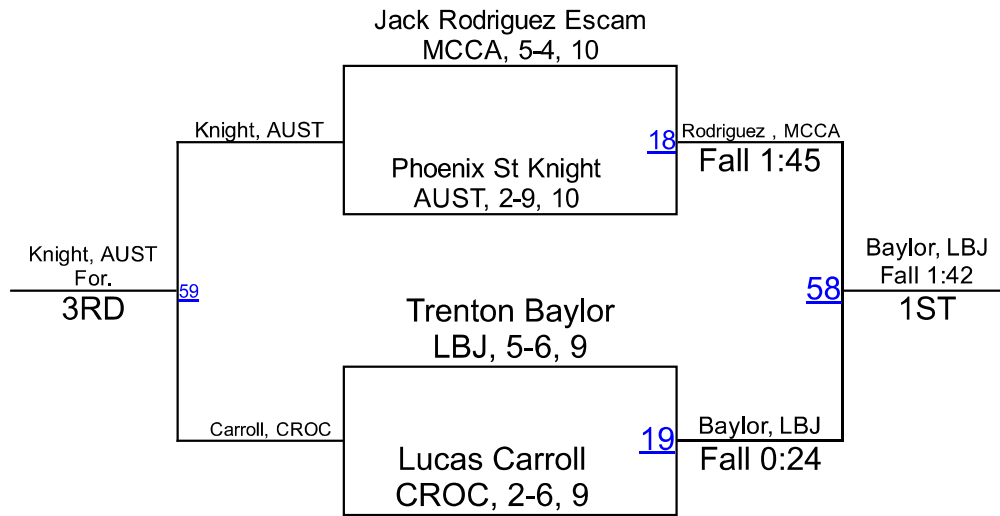 Jack Rodriguez Escam
MCCA, 5-4, 10
Knight, AUST
18
Rodriguez , MCCA
Fall 1:45
Phoenix St Knight
AUST, 2-9, 10
Knight, AUST
For.
3RD
59
Baylor, LBJ
Fall 1:42
58
1ST
Trenton Baylor
LBJ, 5-6, 9
Carroll, CROC
19
Baylor, LBJ
Fall 0:24
Lucas Carroll
CROC, 2-6, 9